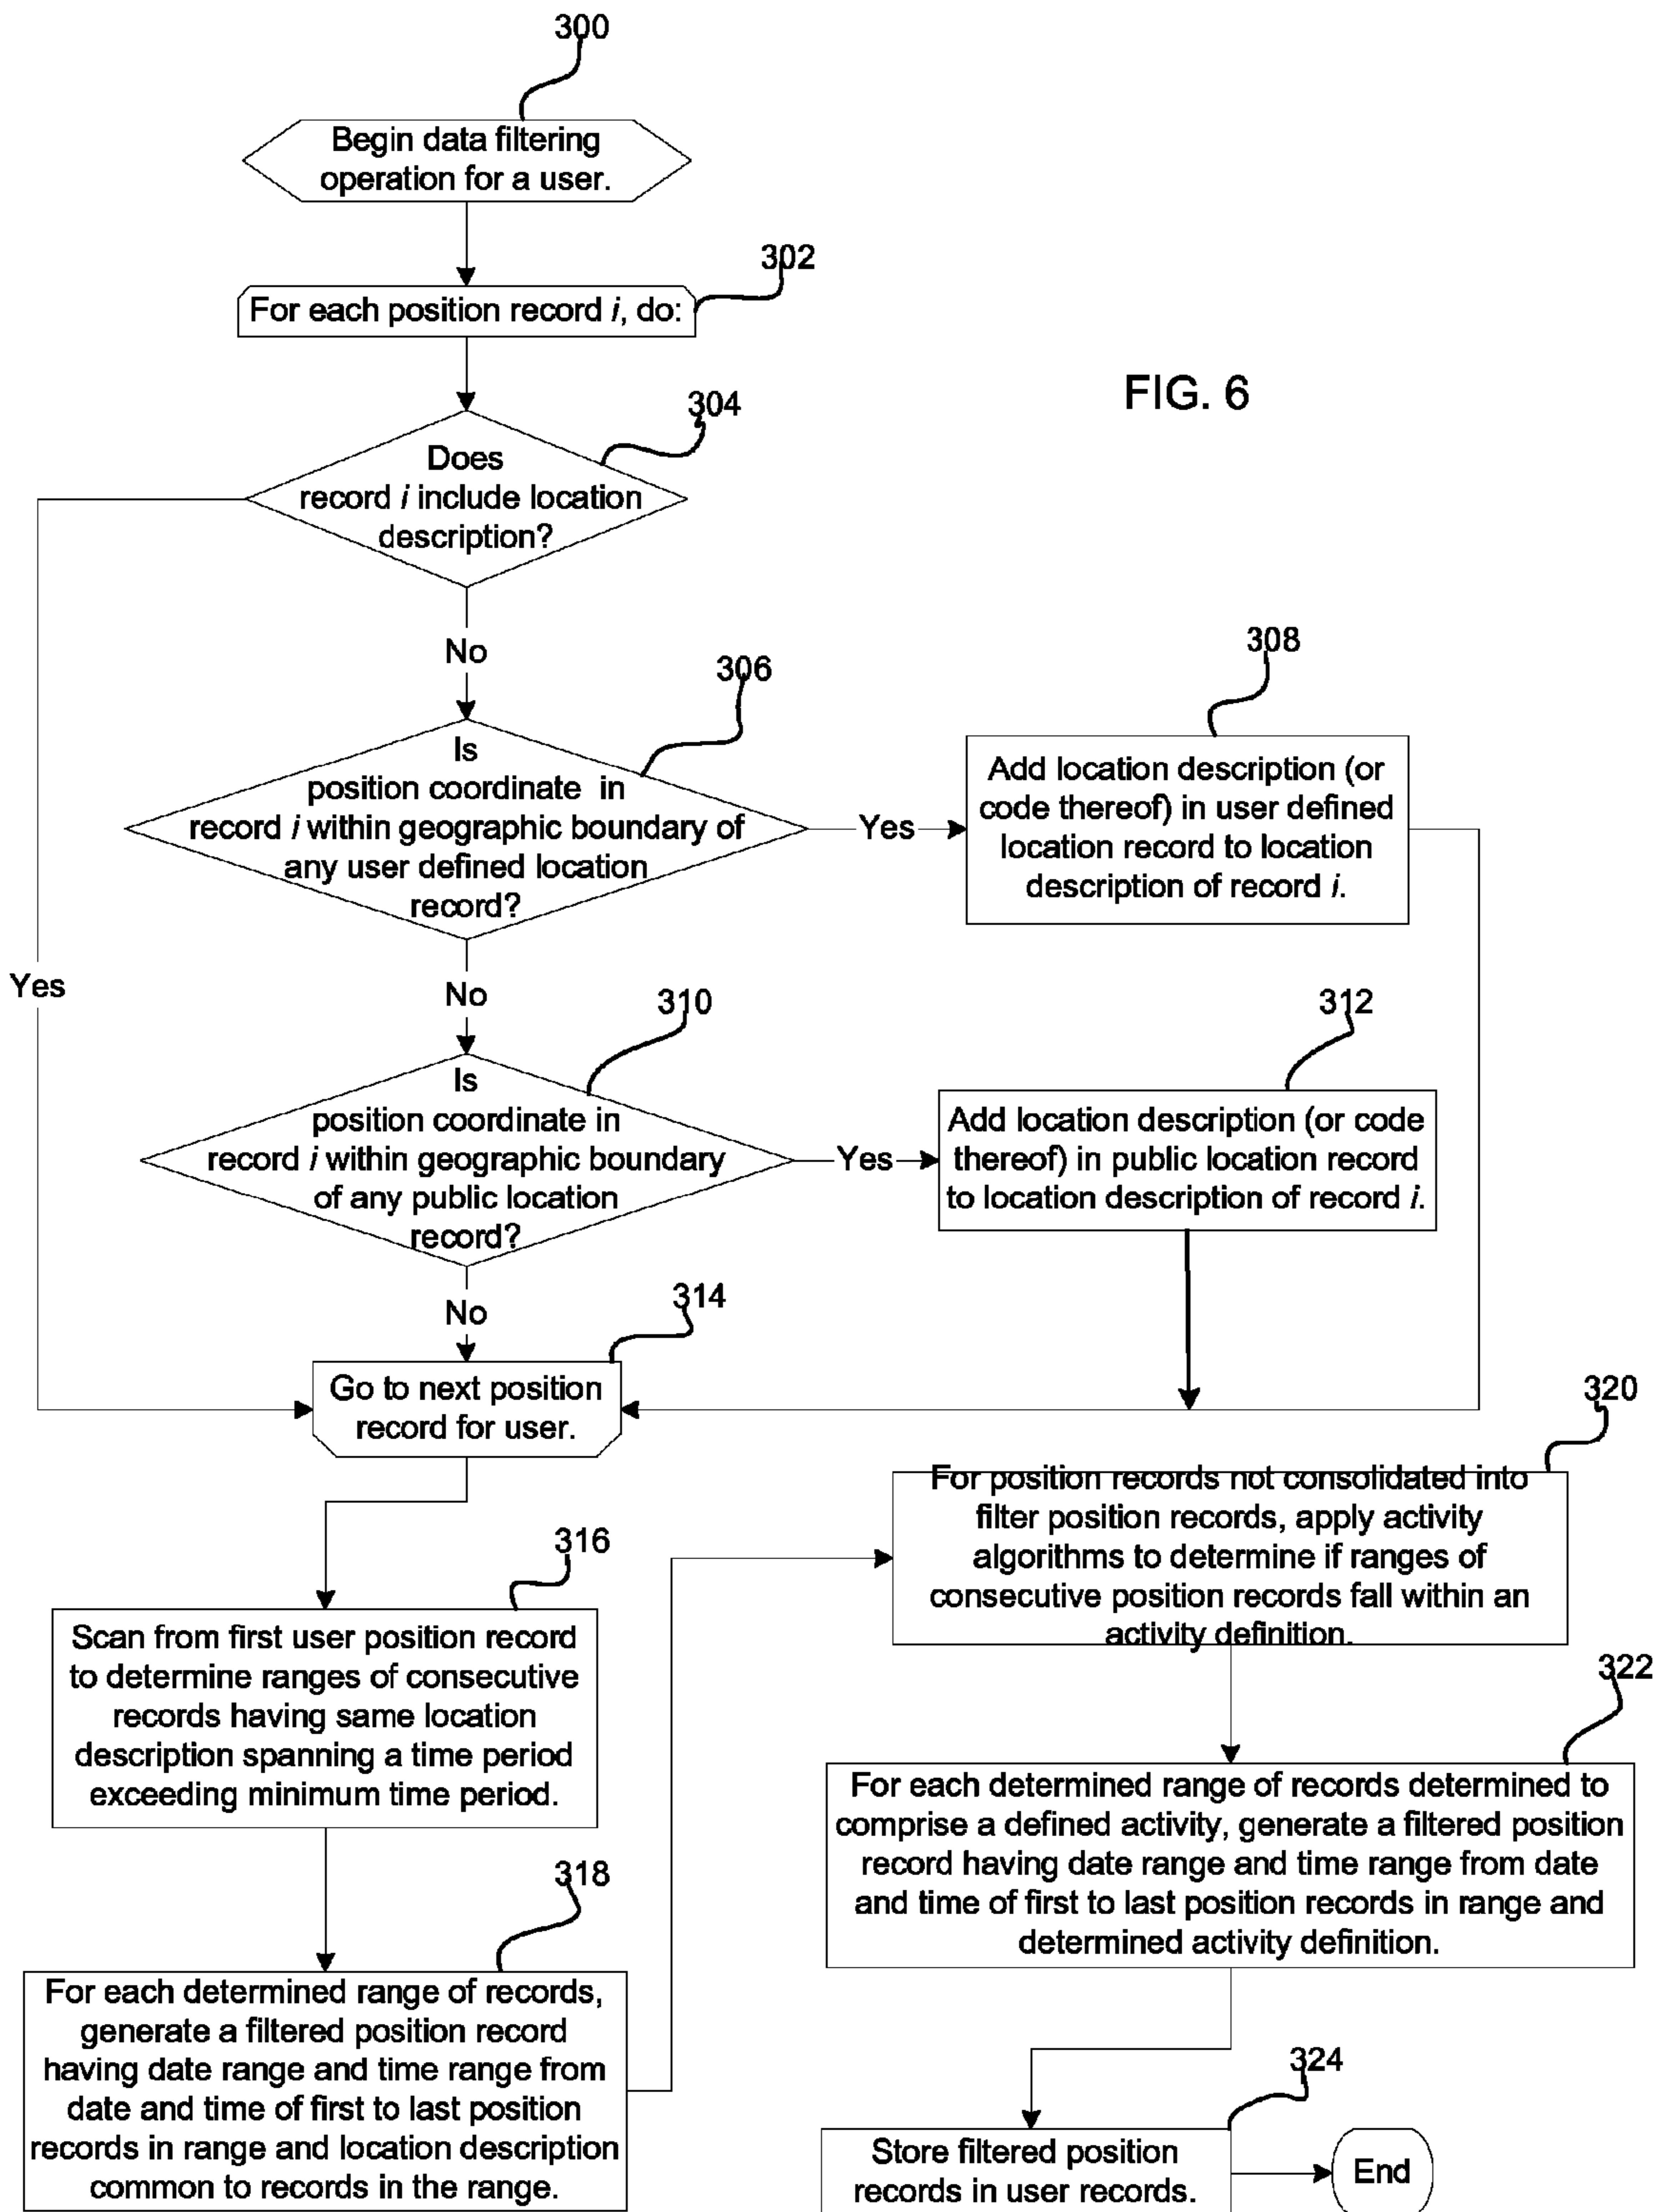 300
Begin data filtering
operation for a user.
302
For each position record i, do:
FIG. 6
304
Does
record i include location
description?
No
306
Is
position coordinate in
record i within geographic boundary of
any user defined location
record?
Yes
308
Add location description (or
code thereof) in user defined
location record to location
description of record i.
Yes
No
310
Is
position coordinate in
record i within geographic boundary
of any public location
record?
Yes
312
Add location description (or code
thereof) in public location record
to location description of record i.
No
314
Go to next position
record for user.
316
Scan from first user position record
to determine ranges of consecutive
records having same location
description spanning a time period
exceeding minimum time period.
318
For each determined range of records,
generate a filtered position record
having date range and time range from
date and time of first to last position
records in range and location description
common to records in the range.
320
For position records not consolidated into
filter position records, apply activity
algorithms to determine if ranges of
consecutive position records fall within an
activity definition.
322
For each determined range of records determined to
comprise a defined activity, generate a filtered position
record having date range and time range from date
and time of first to last position records in range and
determined activity definition.
324
Store filtered position
records in user records.
End